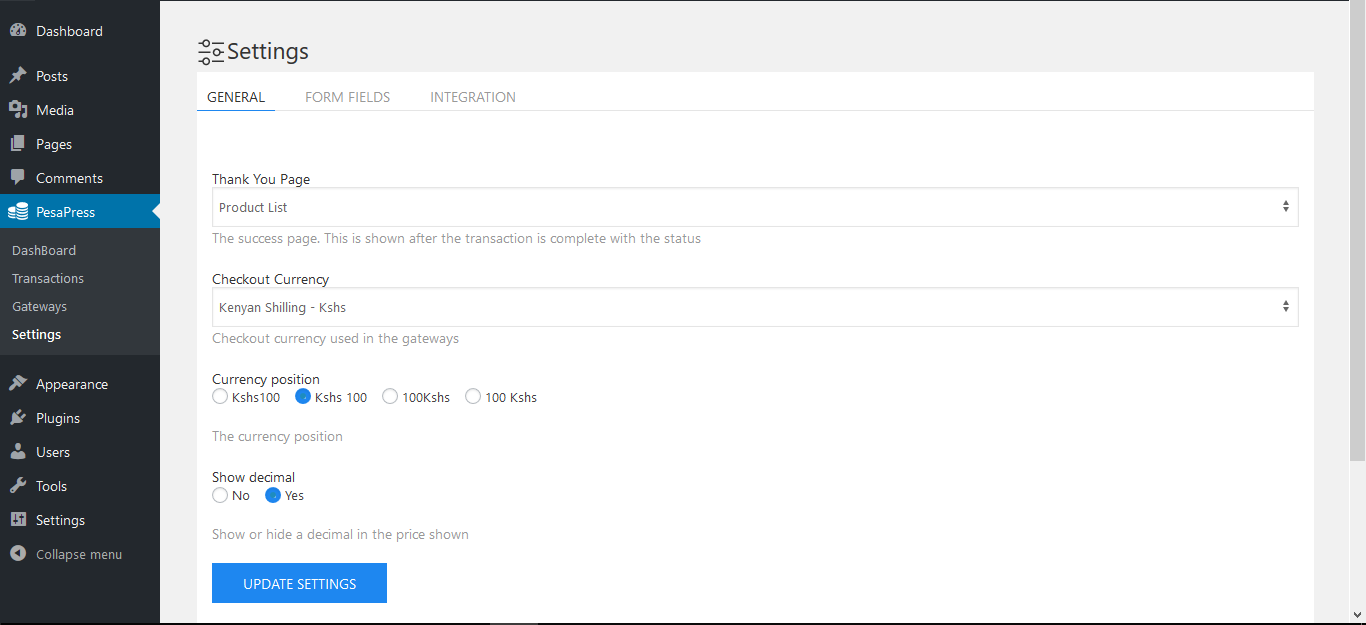 Dashboard
Posts
Media
Pages
Comments
PesaPress
DashBoard
Transactions
Gateways
Settings
Appearance
Plugins
Users
Tools
Settings
Collapse menu
Settings
GENERAL FORM FIELDS INTEGRATION
Thank You Page
Product List
The success page. This is shown after the transaction is complete with the status
Checkout Currency
Kenyan Shilling - Kshs
Checkout currency used in the gateways
Currency position
Kshs100 Kshs 100 100Kshs 100 Kshs
The currency position
Show decimal
No Yes
Show or hide a decimal in the price shown
UPDATE SETTINGS